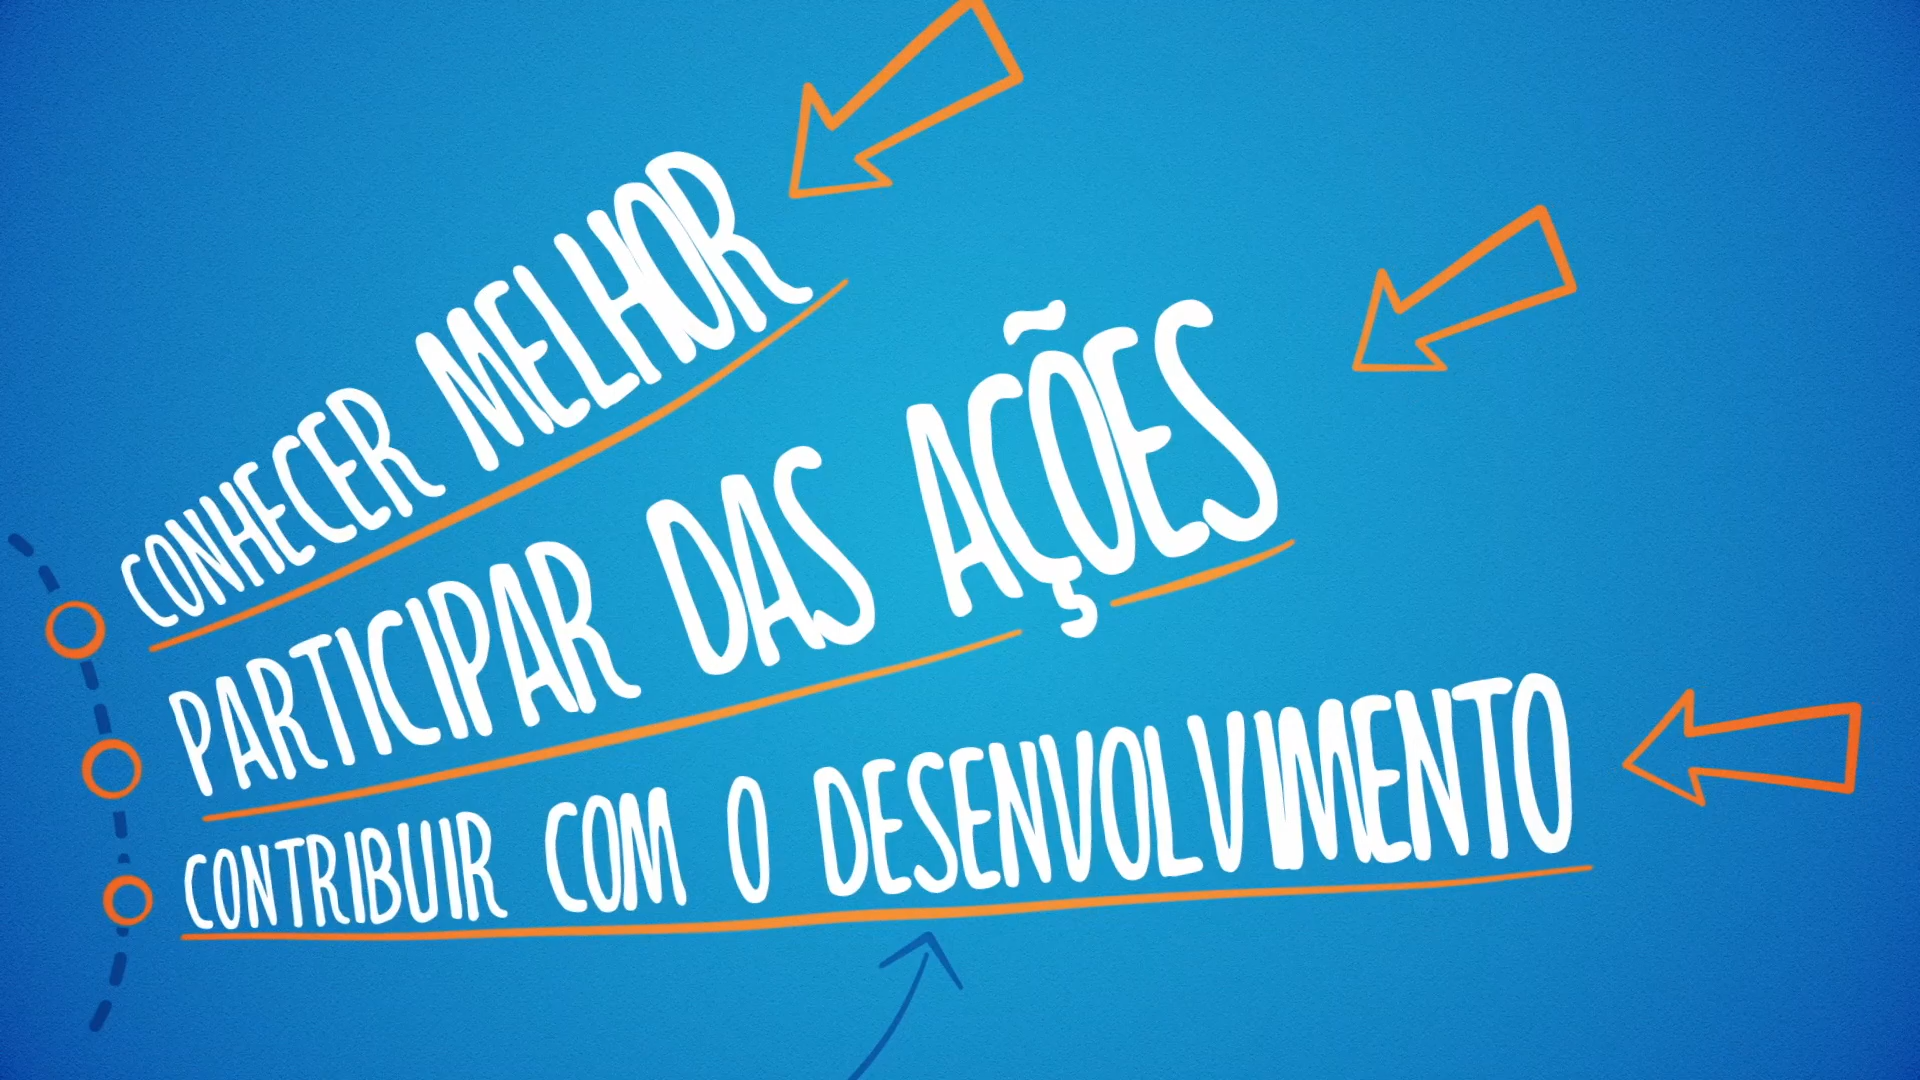 CONHECER MELHOR
PARTICIPAR DAS AÇÕES
CONTRIBUIR COM O DESENVOLVIMENTO